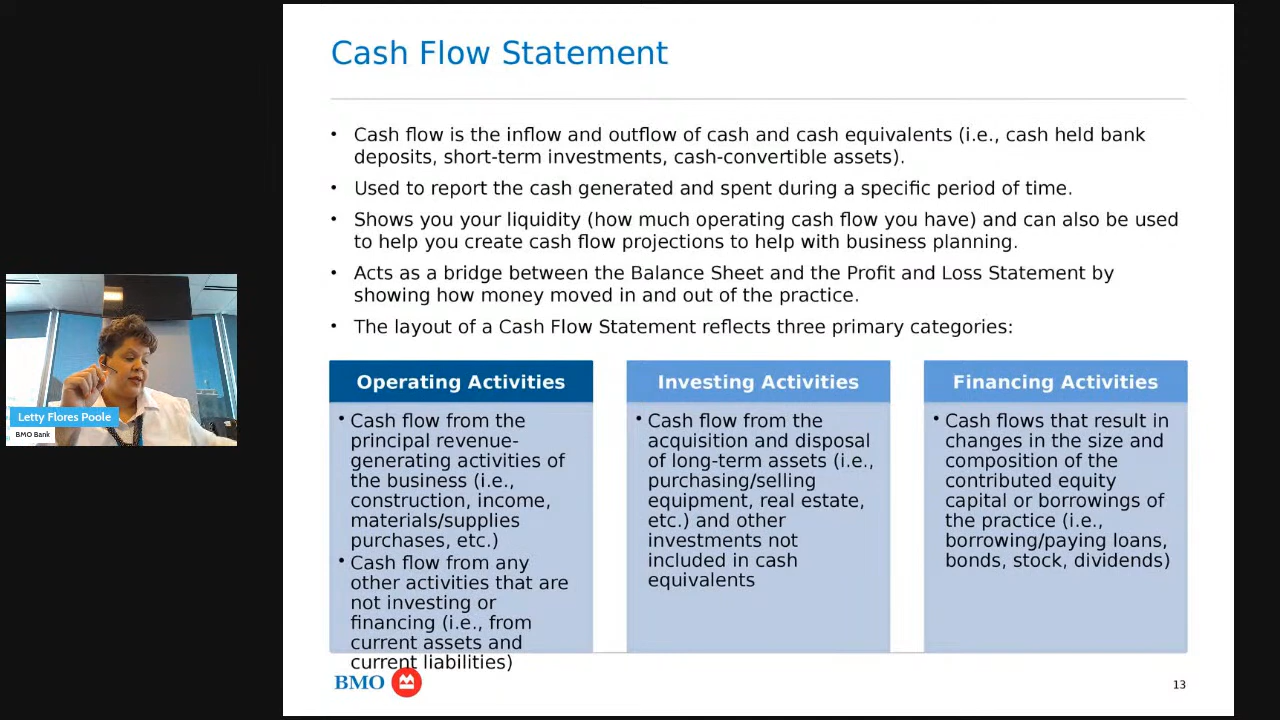 Cash Flow Statement
• Cash flow is the inflow and outflow of cash and cash equivalents (i.e., cash held bank
deposits, short-term investments, cash-convertible assets).
• Used to report the cash generated and spent during a specific period of time.
• Shows you your liquidity (how much operating cash flow you have) and can also be used
to help you create cash flow projections to help with business planning.
• Acts as a bridge between the Balance Sheet and the Profit and Loss Statement by
showing how money moved in and out of the practice.
• The layout of a Cash Flow Statement reflects three primary categories:
Operating Activities
• Cash flow from the
principal revenue-
generating activities of
the business (i.e.,
construction, income,
materials/supplies
purchases, etc.)
• Cash flow from any
other activities that are
not investing or
financing (i.e., from
current assets and
current liabilities)
Investing Activities
• Cash flow from the
acquisition and disposal
of long-term assets (i.e.,
purchasing/selling
equipment, real estate,
etc.) and other
investments not
included in cash
equivalents
Financing Activities
• Cash flows that result in
changes in the size and
composition of the
contributed equity
capital or borrowings of
the practice (i.e.,
borrowing/paying loans,
bonds, stock, dividends)
Letty Flores Poole
BMO Bank
BMO
13